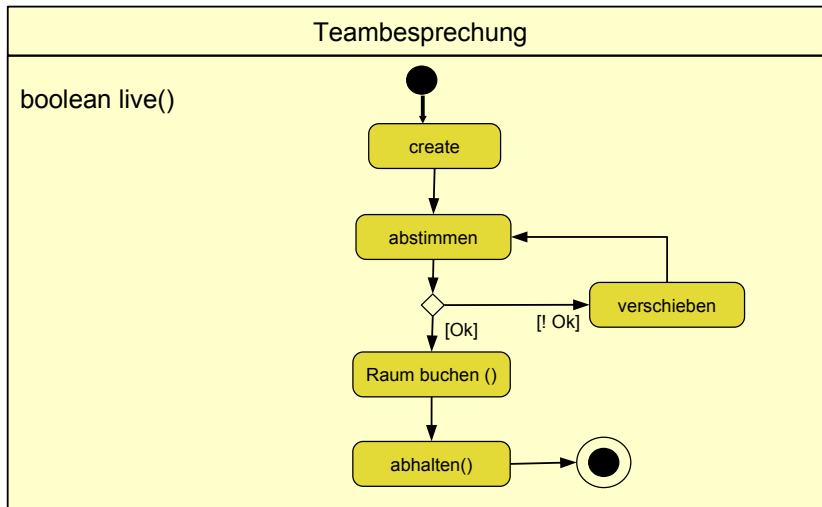 Teambesprechung
boolean live()
create
abstimmen
verschieben
[Ok]
[! Ok]
Raum buchen ()
abhalten()